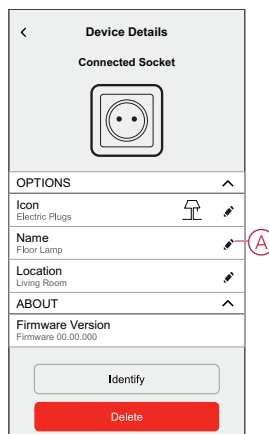 Device Details
Connected Socket
OPTIONS
Icon
Electric Plugs
Name
Floor Lamp
A
Location
Living Room
ABOUT
Firmware Version
Firmware 00.00.000
Identify
Delete